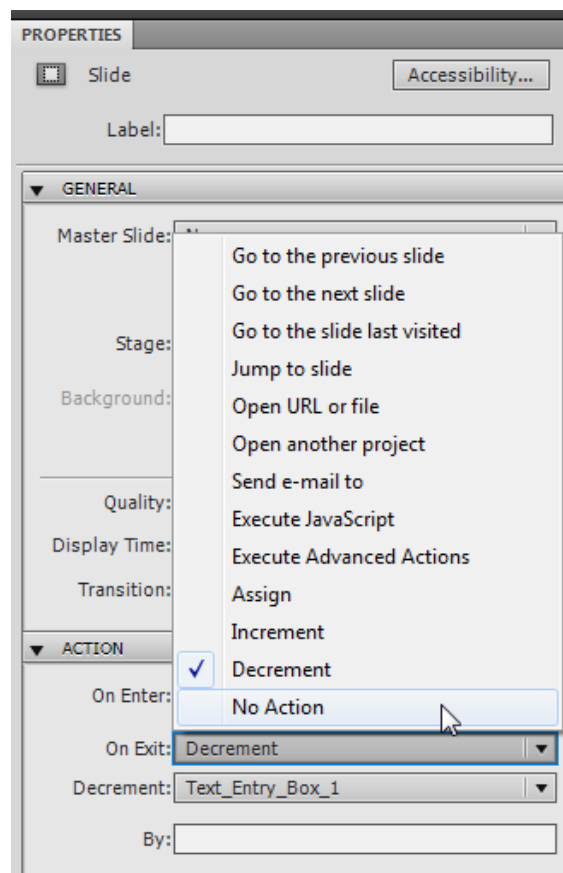 PROPERTIES
Slide
Accessibility...
Label:
GENERAL
Master Slide:
Go to the previous slide
Go to the next slide
Go to the slide last visited
Stage:
Jump to slide
Background:
Open URL or file
Open another project
Send e-mail to
Quality:
Execute JavaScript
Display Time:
Execute Advanced Actions
Transition:
Assign
Increment
ACTION
Decrement
On Enter:
No Action
On Exit: Decrement
Decrement: Text_Entry_Box_1
By: